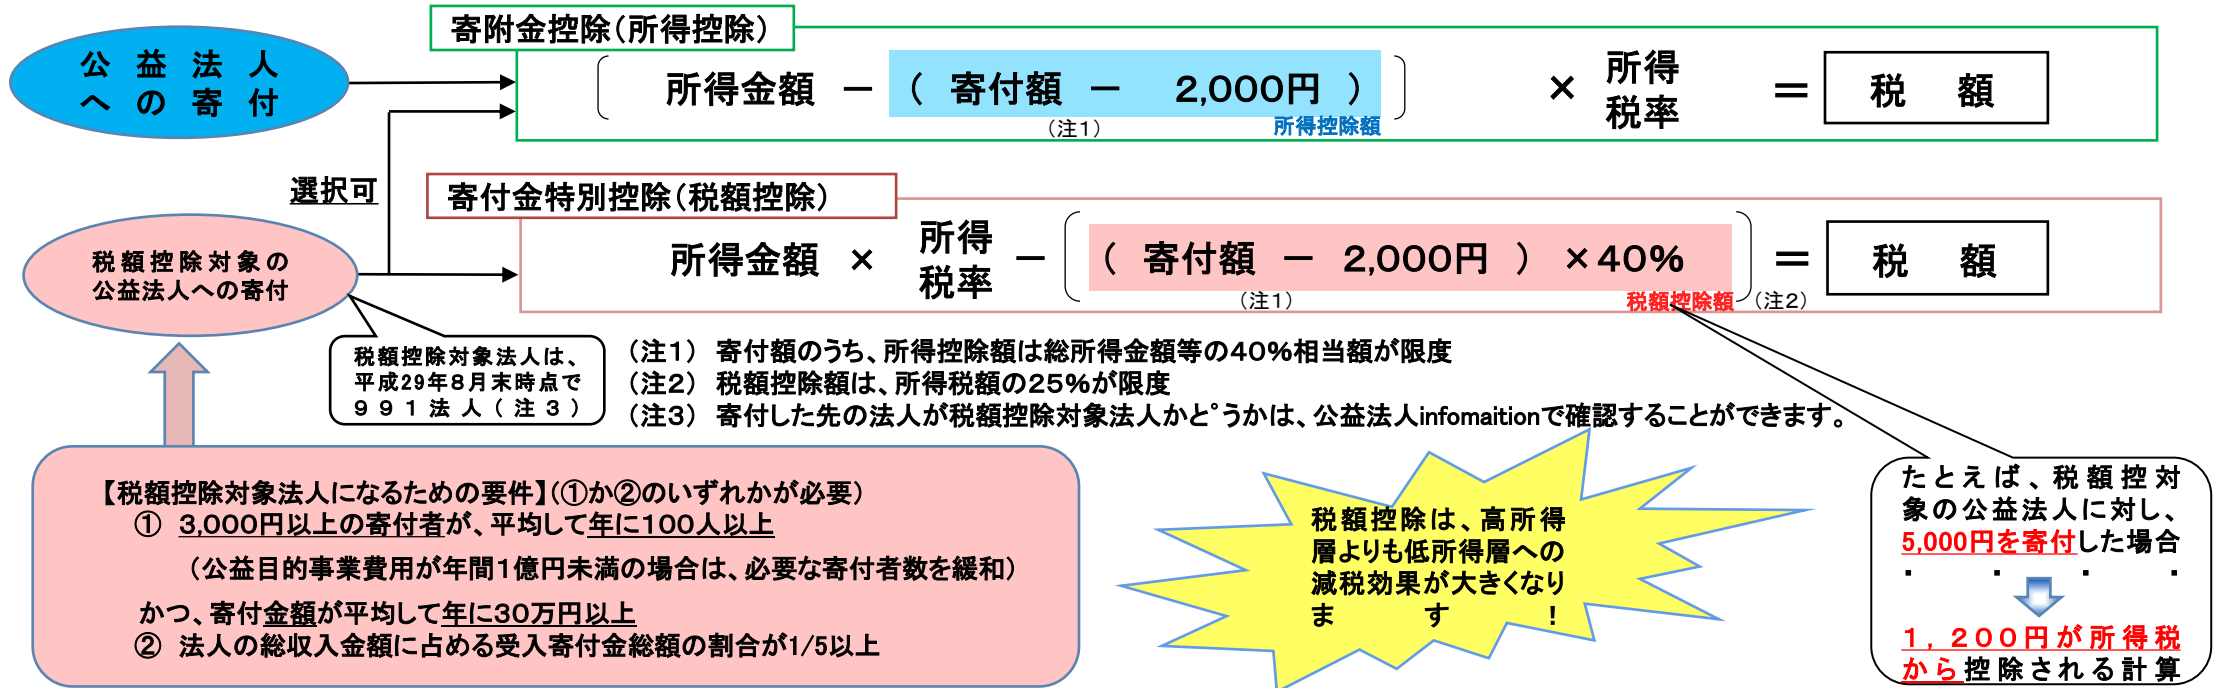 公益法人
への寄付
寄附金控除（所得控除）
所得金額 － （ 寄付額 － 2,000円 ） × 所得税率 ＝ 税 額
（注１）
所得控除額
選択可
税額控除対象の
公益法人への寄付
寄付金特別控除（税額控除）
所得金額 × 所得税率 － （ 寄付額 － 2,000円 ） ×40% ＝ 税 額
（注１）
税額控除額
（注２）
税額控除対象法人は、
平成29年８月末時点で
９９１法人（注３）
（注１） 寄付額のうち、所得控除額は総所得金額等の40%相当額が限度
（注２） 税額控除額は、所得税額の25%が限度
（注３） 寄付した先の法人が税額控除対象法人かど゜うかは、公益法人infomaitionで確認することができます。
【税額控除対象法人になるための要件】（①か②のいずれかが必要）
① 3,000円以上の寄付者が、平均して年に１００人以上
（公益目的事業費用が年間１億円未満の場合は、必要な寄付者数を緩和）
かつ、寄付金額が平均して年に３０万円以上
② 法人の総収入金額に占める受入寄付金総額の割合が1/5以上
税額控除は、高所得
層よりも低所得層への
減税効果が大きくなり
ます！
たとえば、税額控対
象の公益法人に対し、
5,000円を寄付した場合
・ ・ ・ ・
１，２００円が所得税
から控除される計算